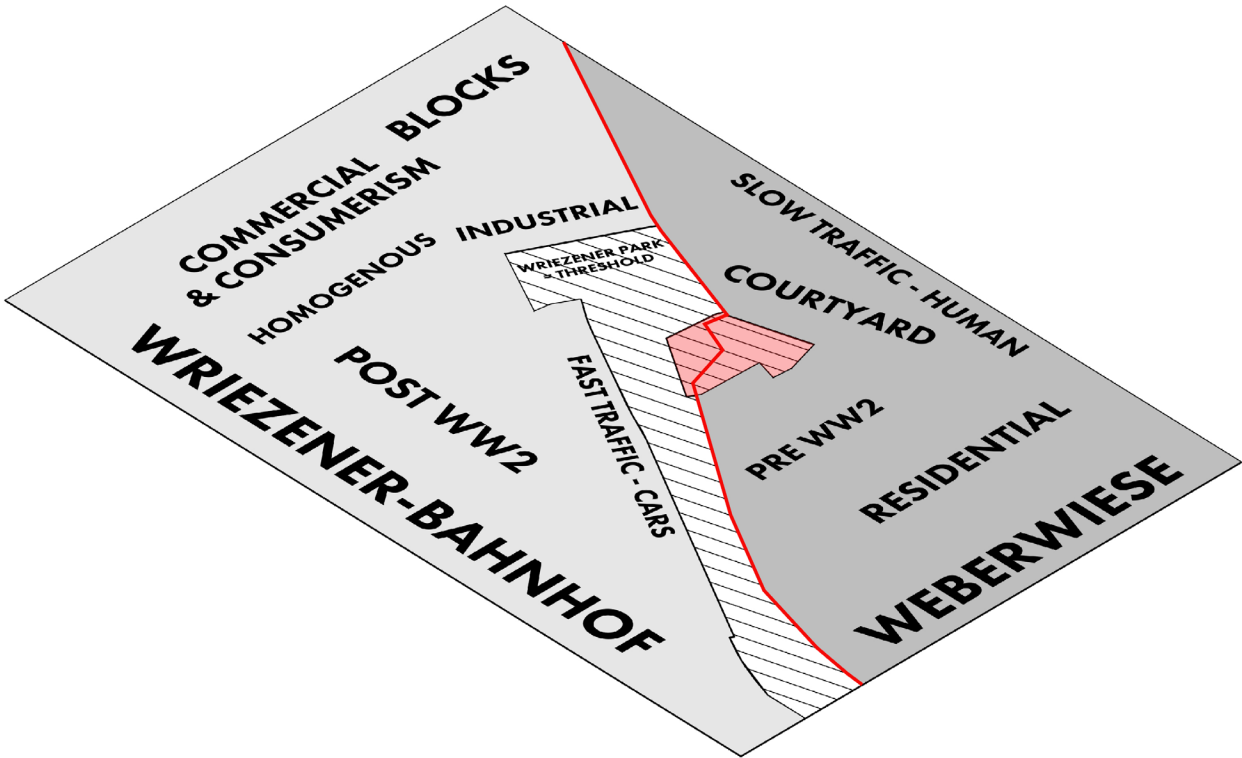 BLOCKS
COMMERCIAL
& CONSUMERISM
HOMOGENOUS
INDUSTRIAL
WRIEZENER PARK
= THRESHOLD
POST WW2
FAST TRAFFIC - CARS
WRIEZENER-BAHNHOF
SLOW TRAFFIC - HUMAN
COURTYARD
PRE WW2
RESIDENTIAL
WEBERWIESE